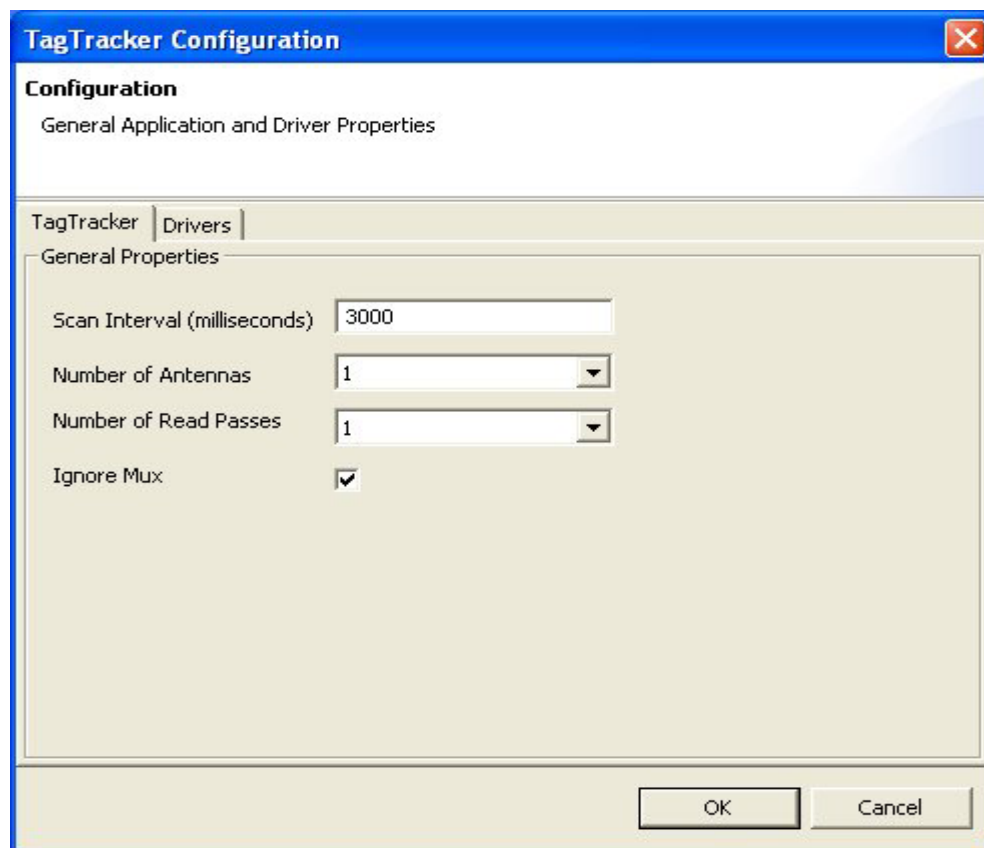 TagTracker Configuration
Configuration
General Application and Driver Properties
TagTracker Drivers
General Properties
Scan Interval (milliseconds) 3000
Number of Antennas 1
Number of Read Passes 1
Ignore Mux
OK Cancel